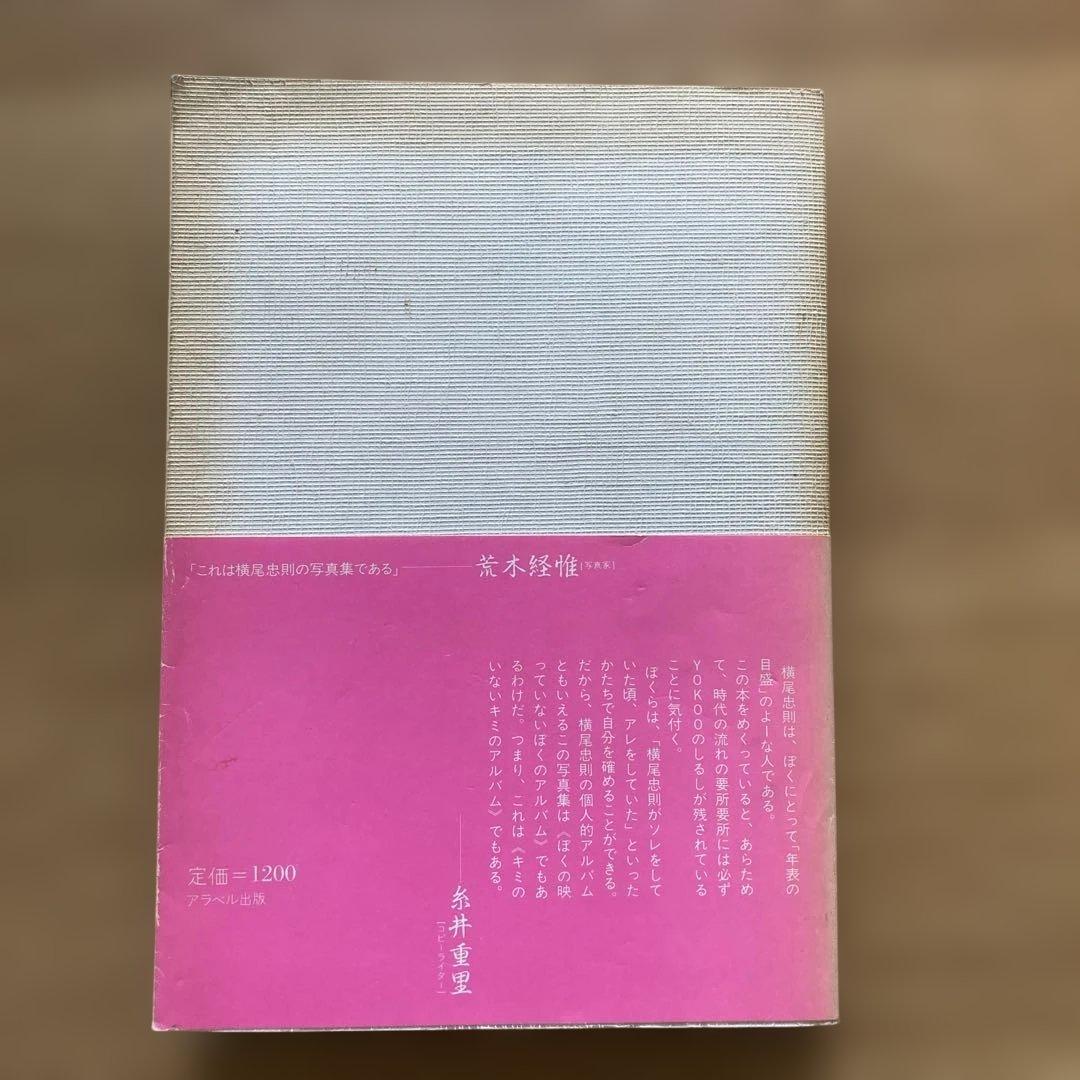 「これは横尾忠則の写真集である」――荒木経惟[写真家]
横尾忠則は、ぼくにとって「年表の
目盛」のよーな人である。
この本をめくっていると、あらため
て、時代の流れの要所要所には必ず
YOKOOのしるしが残されている
ことに気付く。
ぼくらは、「横尾忠則がソレをして
いた頃、アレをしていた」といった
かたちで自分を確めることができる。
だから、横尾忠則の個人的アルバム
ともいえるこの写真集は《ぼくの映
っていないぼくのアルバム》でもあ
るわけだ。つまり、これは《キミの
いないキミのアルバム》でもある。
――糸井重里[コピーライター]
定価=1200
アラベル出版